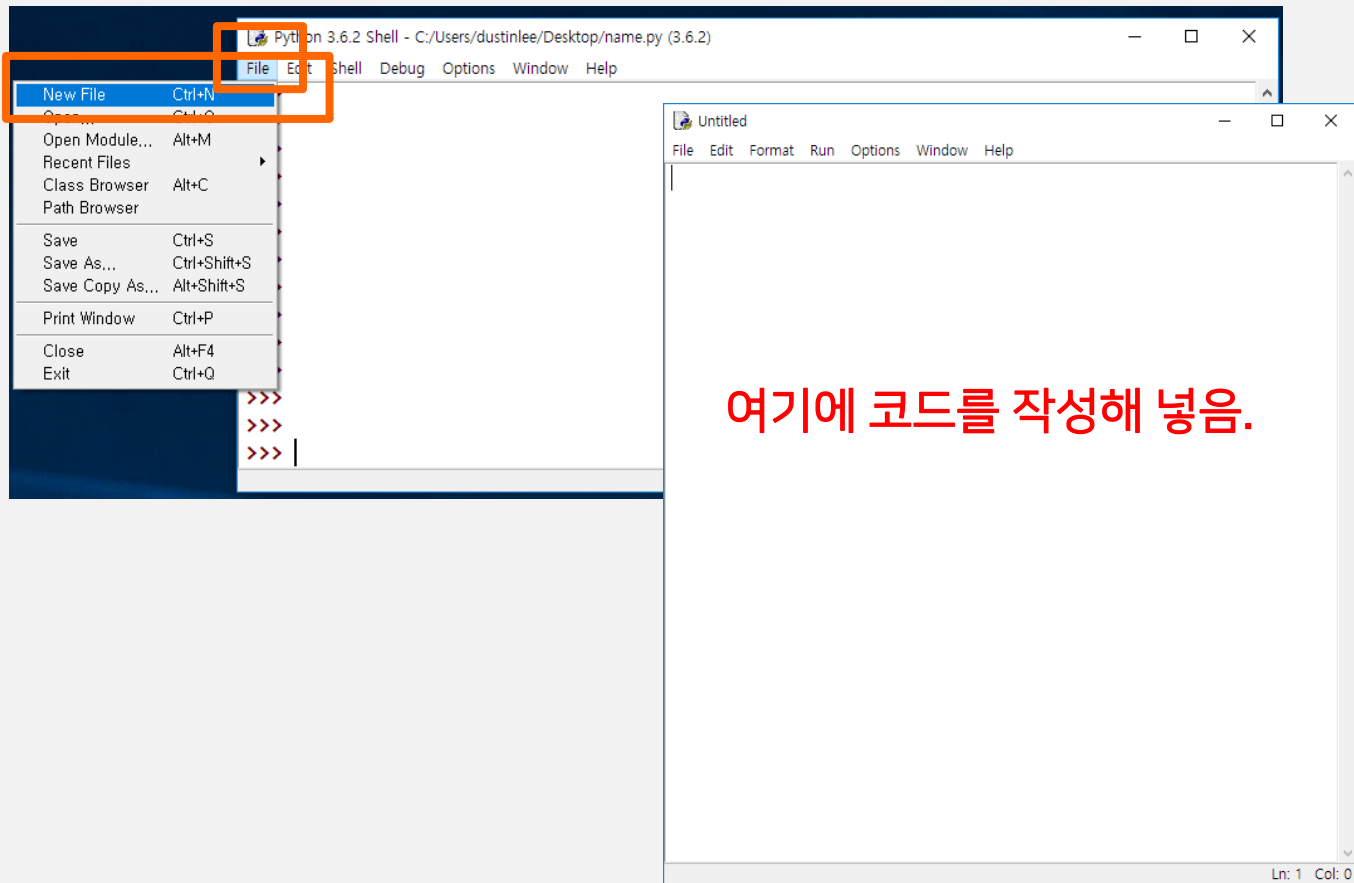 Python 3.6.2 Shell - C:/Users/dustinlee/Desktop/name.py (3.6.2)
File Edit Shell Debug Options Window Help
New File Ctrl+N
Open... Ctrl+O
Open Module... Alt+M
Recent Files
Class Browser Alt+C
Path Browser
Save Ctrl+S
Save As... Ctrl+Shift+S
Save Copy As... Alt+Shift+S
Print Window Ctrl+P
Close Alt+F4
Exit Ctrl+Q
>>>
>>>
>>>
Untitled
File Edit Format Run Options Window Help
여기에 코드를 작성해 넣음.
Ln: 1 Col: 0